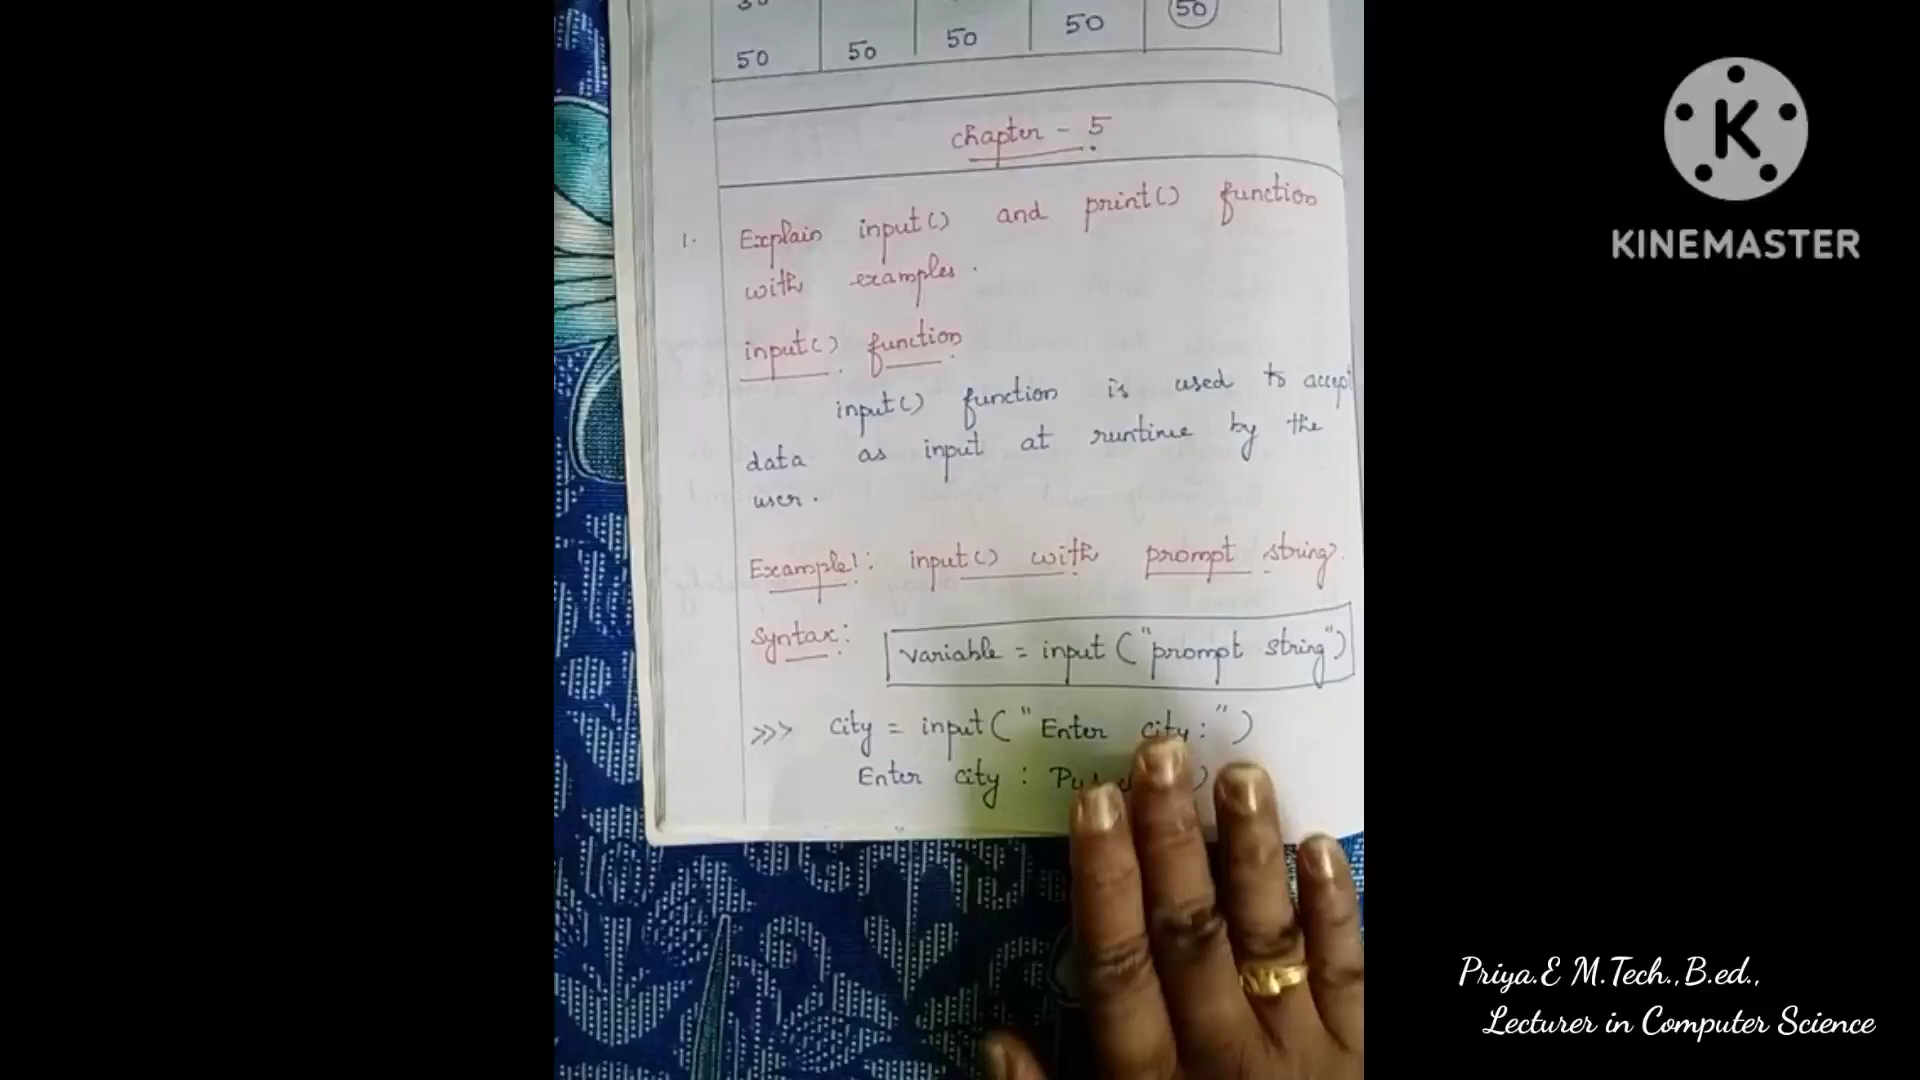 50 50 50 50 50
chapter - 5
1. Explain input() and print() function
with examples.
input() function
input() function is used to accept
data as input at runtime by the
user.
Example1: input() with prompt string.
Syntax: variable = input ("prompt string")
>>> city = input("Enter city:")
Enter city :
K
KINEMASTER
Priya.E M.Tech.,B.ed.,
Lecturer in Computer Science